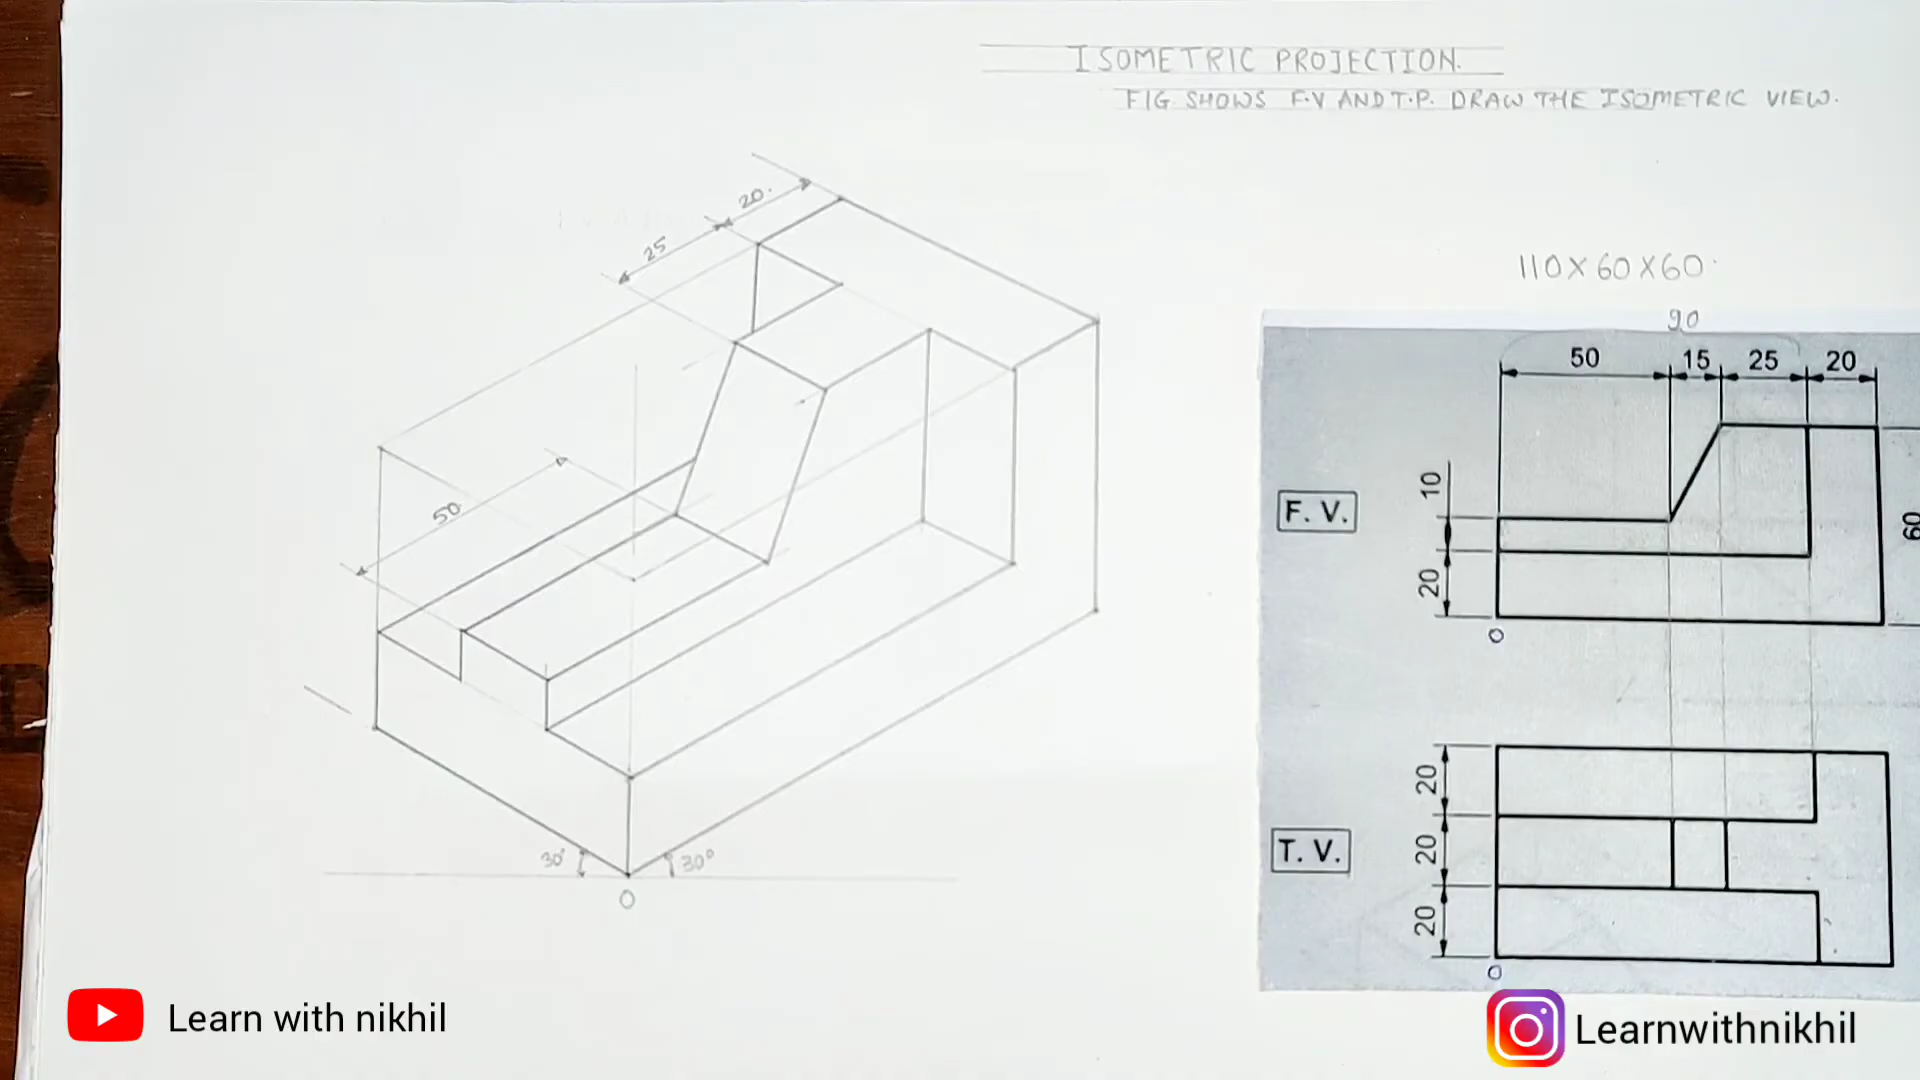 ISOMETRIC PROJECTION.
FIG SHOWS F.V AND T.P. DRAW THE ISOMETRIC VIEW.
20.
25
50.
30°
30°
O
110 X 60 X 60.
90
50
15
25
20
10
F. V.
60
20
O
20
T. V.
20
20
O
Learn with nikhil
Learnwithnikhil